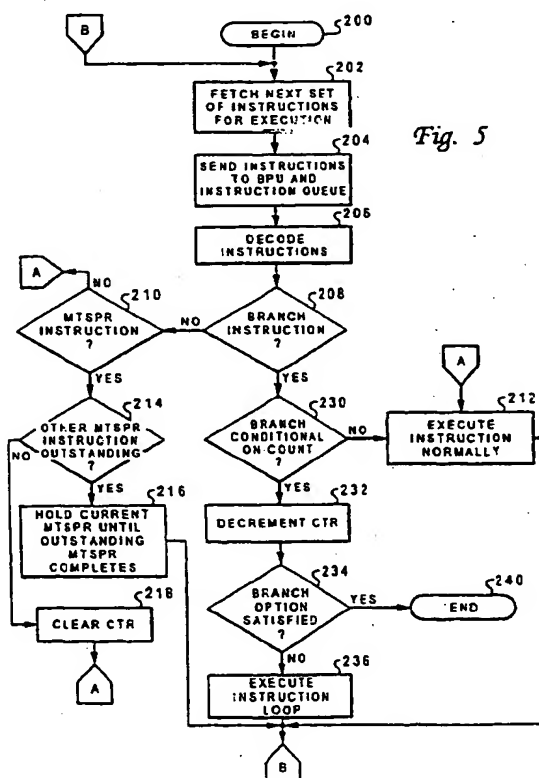 B
BEGIN
200
202
FETCH NEXT SET
OF INSTRUCTIONS
FOR EXECUTION
Fig. 5
204
SEND INSTRUCTIONS
TO BPU AND
INSTRUCTION QUEUE
206
DECODE
INSTRUCTIONS
A
NO
210
MTSPR
INSTRUCTION
?
NO
208
BRANCH
INSTRUCTION
?
YES
YES
A
214
OTHER MTSPR
INSTRUCTION
OUTSTANDING
?
NO
230
BRANCH
CONDITIONAL
ON COUNT
?
NO
212
EXECUTE
INSTRUCTION
NORMALLY
YES
YES
216
HOLD CURRENT
MTSPR UNTIL
OUTSTANDING
MTSPR
COMPLETES
232
DECREMENT CTR
218
CLEAR CTR
234
BRANCH
OPTION
SATISFIED
?
YES
240
END
NO
A
236
EXECUTE
INSTRUCTION
LOOP
B